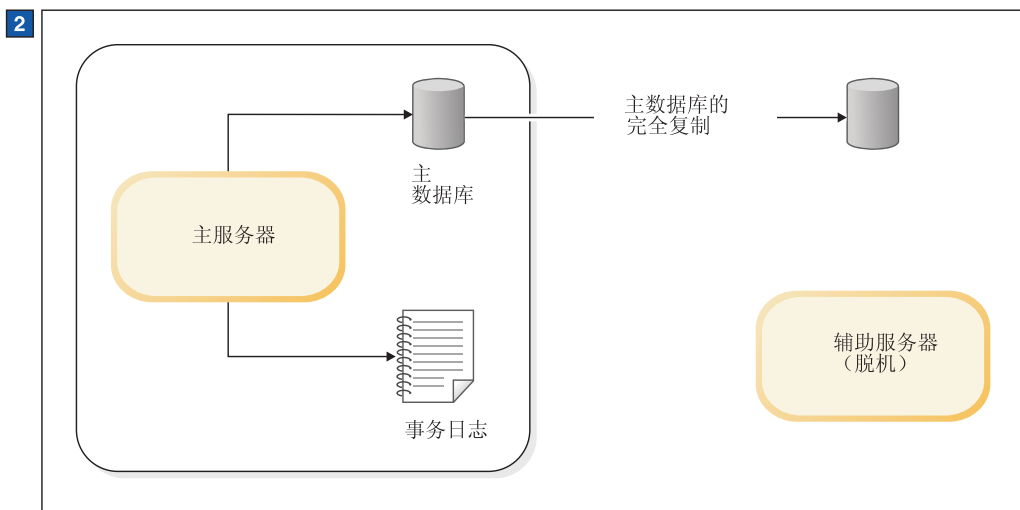 2
主数据库的
完全复制
主
数据库
主服务器
辅助服务器
（脱机）
事务日志